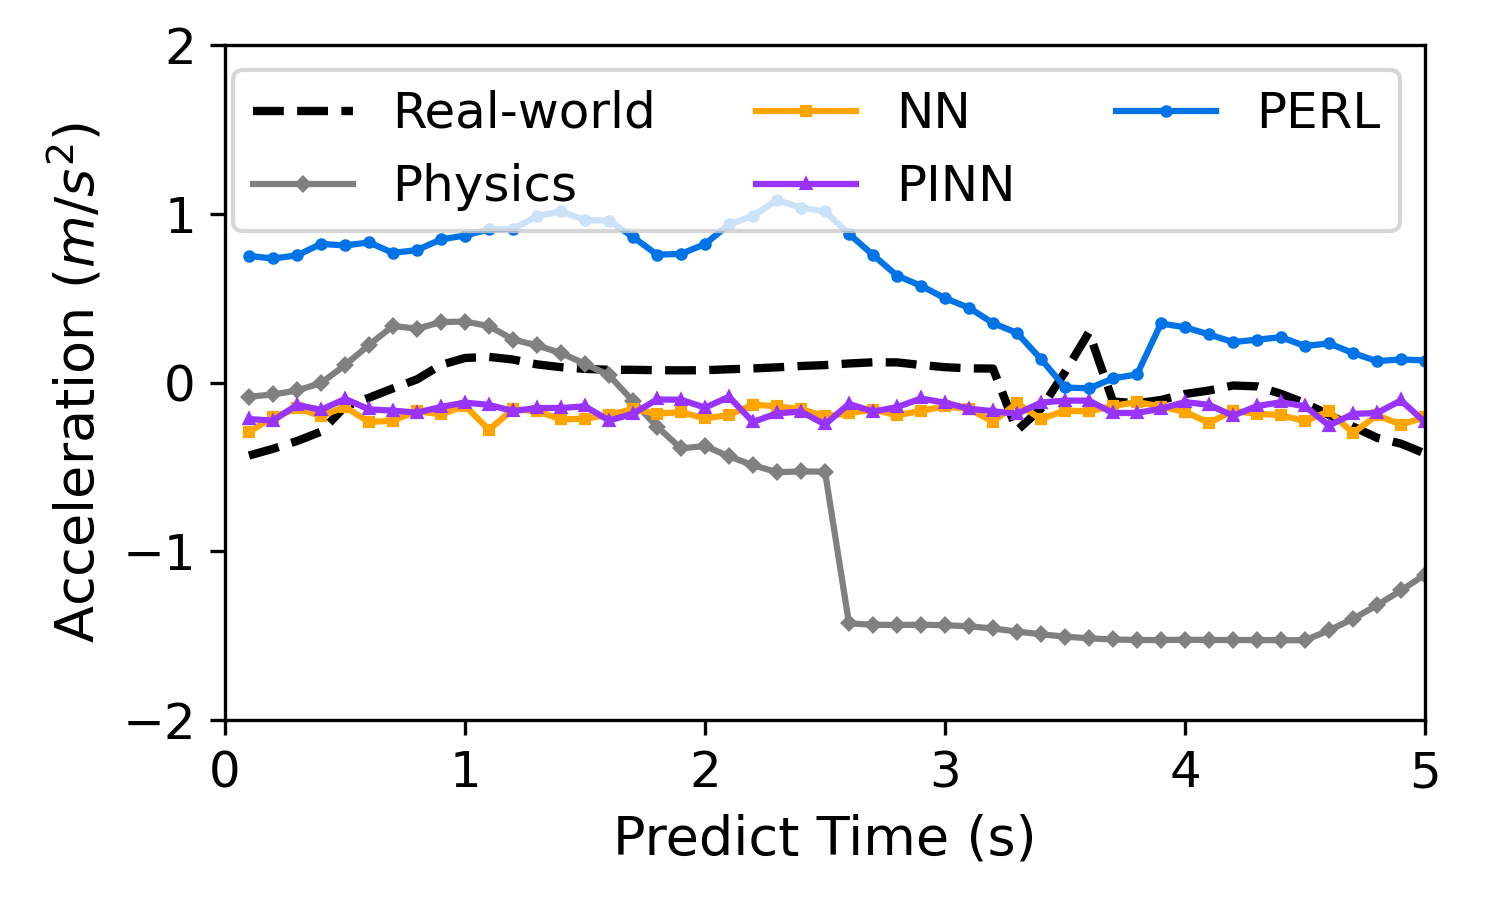 2
1
0
−1
−2
Acceleration (m/s²)
Real-world
Physics
NN
PINN
PERL
0 1 2 3 4 5
Predict Time (s)